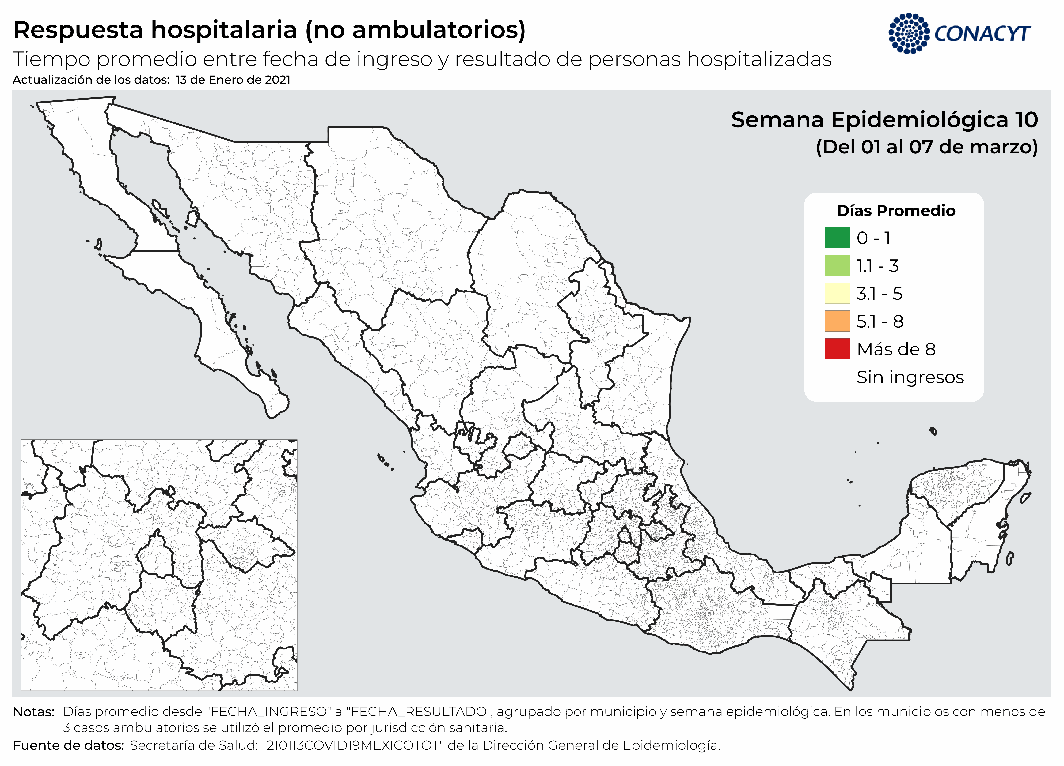 Respuesta hospitalaria (no ambulatorios)
Tiempo promedio entre fecha de ingreso y resultado de personas hospitalizadas
Actualización de los datos: 13 de Enero de 2021
CONACYT
Semana Epidemiológica 10
(Del 01 al 07 de marzo)
Días Promedio
0 - 1
1.1 - 3
3.1 - 5
5.1 - 8
Más de 8
Sin ingresos
Notas: Días promedio desde "FECHA_INGRESO" a "FECHA_RESULTADO", agrupado por municipio y semana epidemiológica. En los municipios con menos de
3 casos ambulatorios se utilizó el promedio por jurisdicción sanitaria.
Fuente de datos: Secretaría de Salud: "210113COVID19MEXICOTOT" de la Dirección General de Epidemiología.